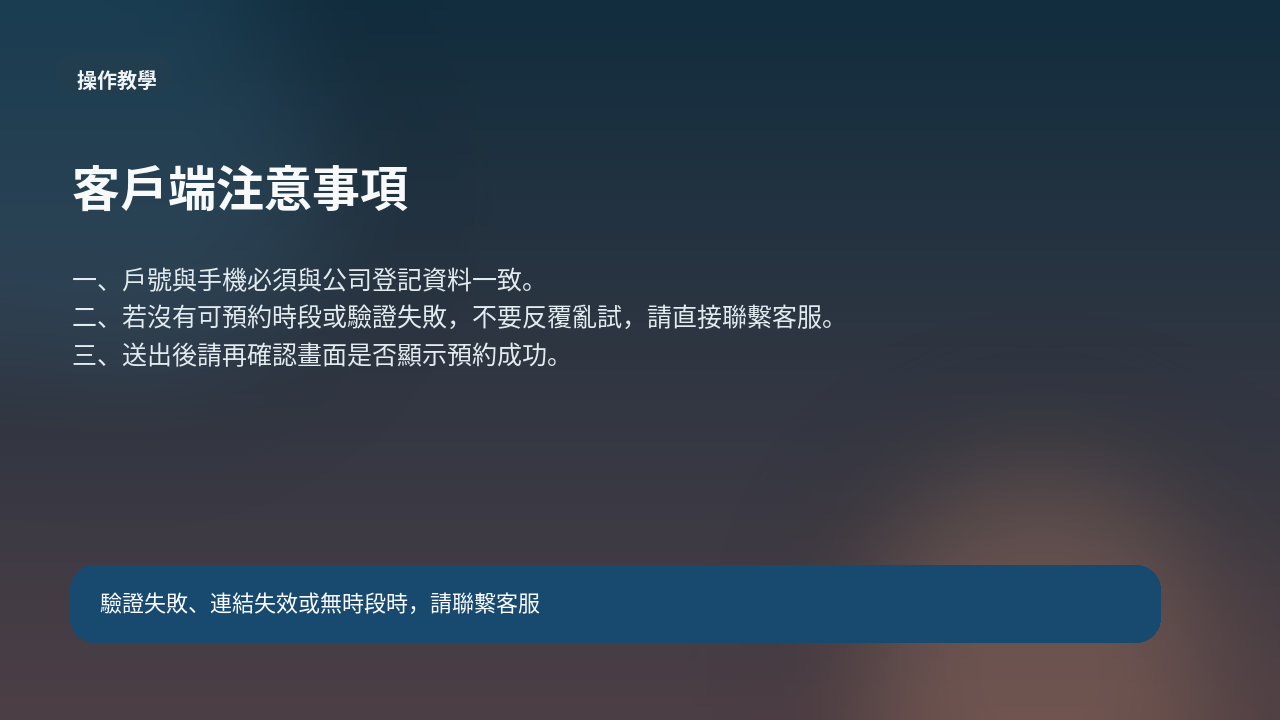 操作教學
客戶端注意事項
一、戶號與手機必須與公司登記資料一致。
二、若沒有可預約時段或驗證失敗，不要反覆亂試，請直接聯繫客服。
三、送出後請再確認畫面是否顯示預約成功。
驗證失敗、連結失效或無時段時，請聯繫客服